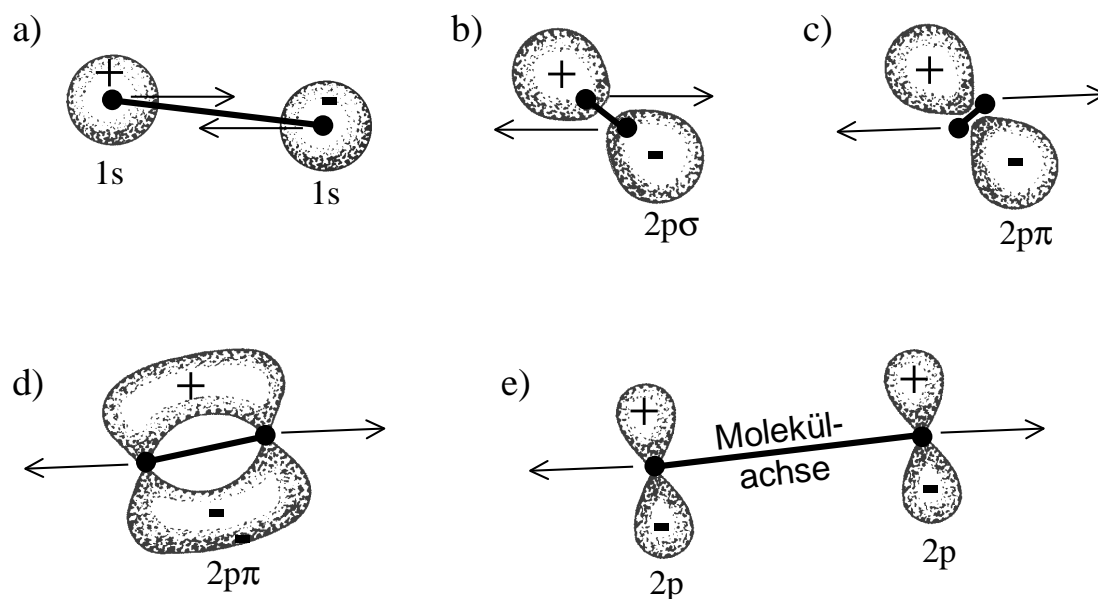 a)
+
-
1s
1s
b)
+
-
2pσ
c)
+
-
2pπ
d)
+
-
-
2pπ
e)
+
+
Molekül-
achse
-
-
2p
2p